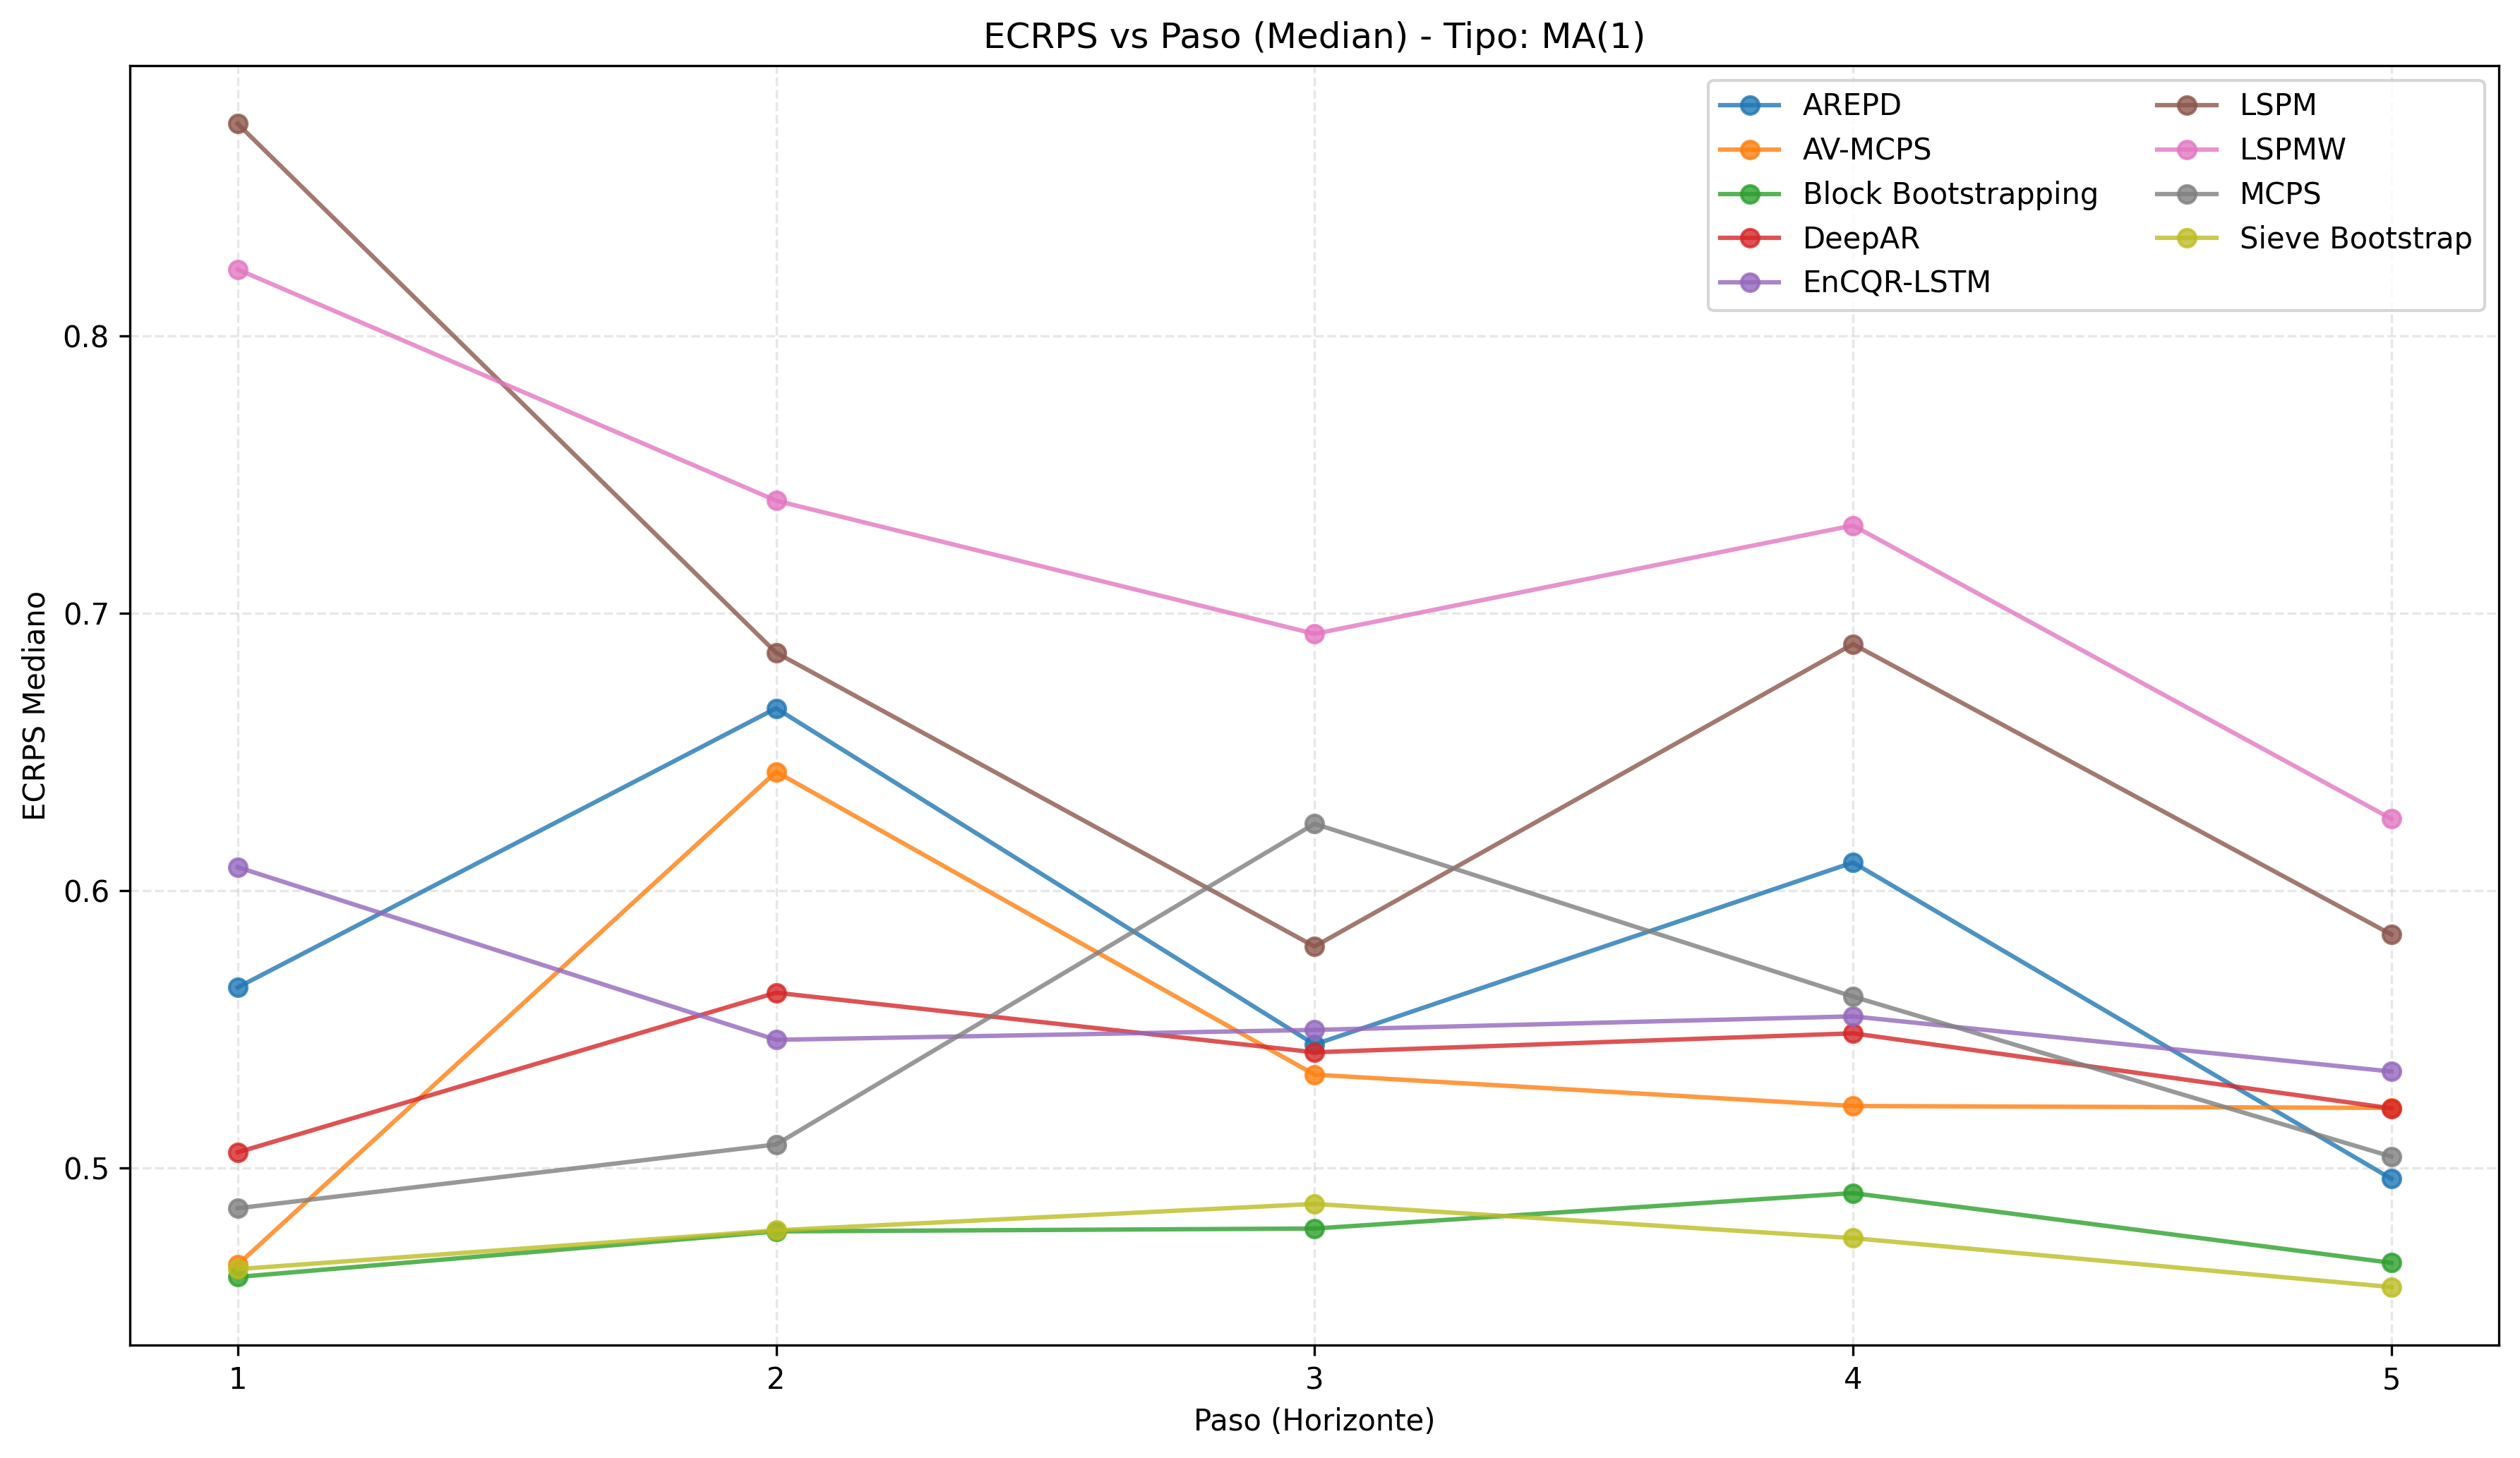 ECRPS vs Paso (Median) - Tipo: MA(1)
AREPD
AV-MCPS
Block Bootstrapping
DeepAR
EnCQR-LSTM
LSPM
LSPMW
MCPS
Sieve Bootstrap
ECRPS Mediano
0.8
0.7
0.6
0.5
1 2 3 4 5
Paso (Horizonte)